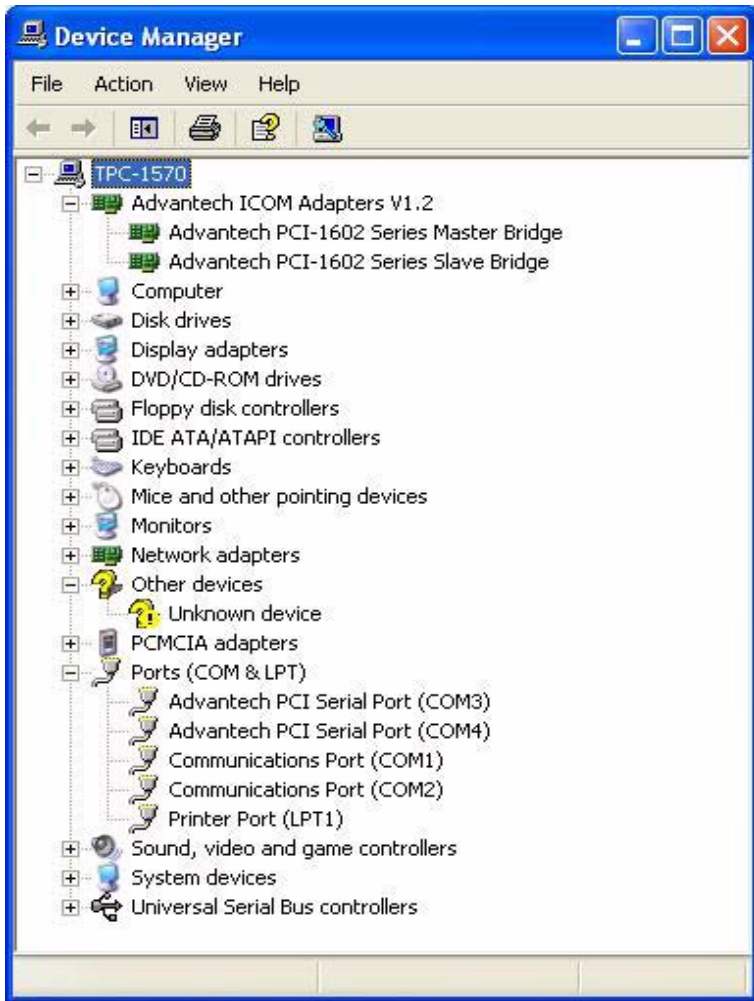 Device Manager
File Action View Help
TPC-1570
Advantech ICOM Adapters V1.2
Advantech PCI-1602 Series Master Bridge
Advantech PCI-1602 Series Slave Bridge
Computer
Disk drives
Display adapters
DVD/CD-ROM drives
Floppy disk controllers
IDE ATA/ATAPI controllers
Keyboards
Mice and other pointing devices
Monitors
Network adapters
Other devices
Unknown device
PCMCIA adapters
Ports (COM & LPT)
Advantech PCI Serial Port (COM3)
Advantech PCI Serial Port (COM4)
Communications Port (COM1)
Communications Port (COM2)
Printer Port (LPT1)
Sound, video and game controllers
System devices
Universal Serial Bus controllers